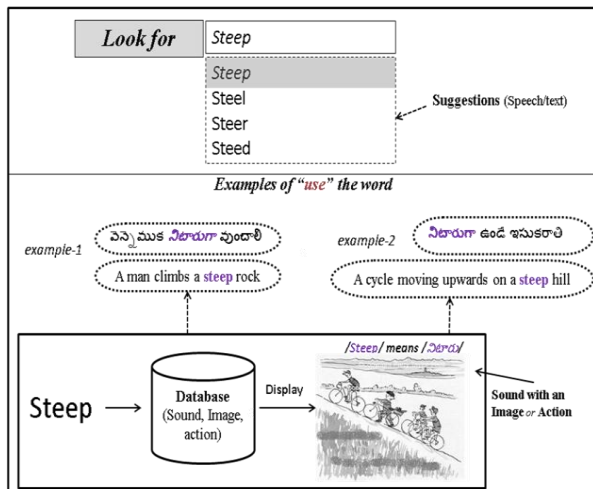 Look for Steep
Steep
Steel
Steer
Steed
Suggestions (Speech/text)
Examples of “use” the word
example-1
వెన్నెముక నిటారుగా వుండాలి
A man climbs a steep rock
example-2
నిటారుగా ఉండే ఇసుకరాతి
A cycle moving upwards on a steep hill
/Steep/ means /నిటారు/
Steep
Database
(Sound, Image,
action)
Display
Sound with an
Image or Action